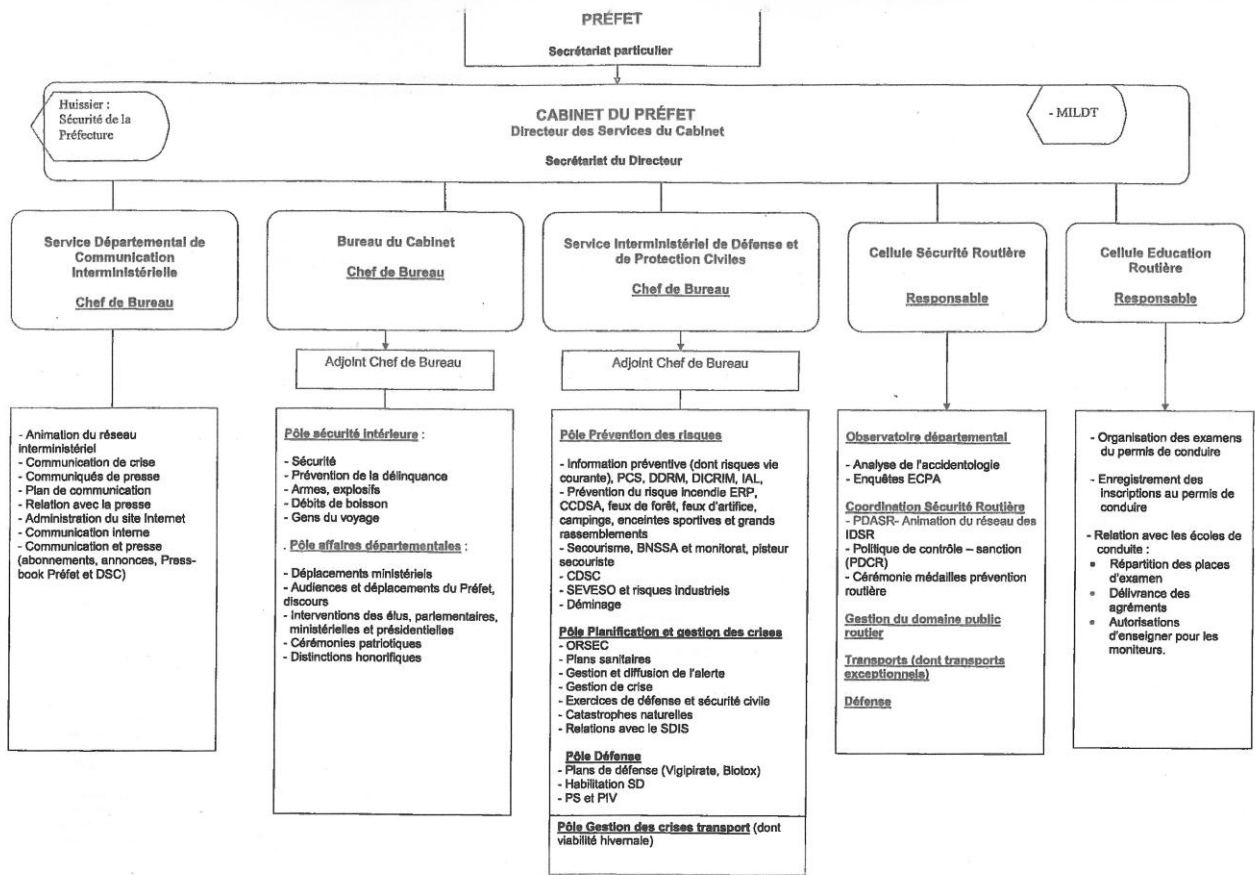 PRÉFET
Secrétariat particulier
Huissier :
Sécurité de la
Préfecture
CABINET DU PRÉFET
Directeur des Services du Cabinet
Secrétariat du Directeur
- MILDT
Service Départemental de
Communication
Interministérielle
Chef de Bureau
Bureau du Cabinet
Chef de Bureau
Service Interministériel de Défense et
de Protection Civiles
Chef de Bureau
Cellule Sécurité Routière
Responsable
Cellule Education
Routière
Responsable
Adjoint Chef de Bureau
Adjoint Chef de Bureau
- Animation du réseau
interministériel
- Communication de crise
- Communiqués de presse
- Plan de communication
- Relation avec la presse
- Administration du site Internet
- Communication interne
- Communication et presse
(abonnements, annonces, Press-
book Préfet et DSC)
Pôle sécurité intérieure :
- Sécurité
- Prévention de la délinquance
- Armes, explosifs
- Débits de boisson
- Gens du voyage
. Pôle affaires départementales :
- Déplacements ministériels
- Audiences et déplacements du Préfet,
discours
- Interventions des élus, parlementaires,
ministérielles et présidentielles
- Cérémonies patriotiques
- Distinctions honorifiques
Pôle Prévention des risques
- Information préventive (dont risques vie
courante), PCS, DDRM, DICRIM, IAL,
- Prévention du risque incendie ERP,
CCDSA, feux de forêt, feux d'artifice,
campings, enceintes sportives et grands
rassemblements
- Secourisme, BNSSA et monitorat, pisteur
secouriste
- CDSC
- SEVESO et risques industriels
- Déminage
Pôle Planification et gestion des crises
- ORSEC
- Plans sanitaires
- Gestion et diffusion de l'alerte
- Gestion de crise
- Exercices de défense et sécurité civile
- Catastrophes naturelles
- Relations avec le SDIS
Pôle Défense
- Plans de défense (Vigipirate, Biotox)
- Habilitation SD
- PS et PIV
Pôle Gestion des crises transport (dont
viabilité hivernale)
Observatoire départemental
- Analyse de l'accidentologie
- Enquêtes ECPA
Coordination Sécurité Routière
- PDASR- Animation du réseau des
IDSR
- Politique de contrôle – sanction
(PDCR)
- Cérémonie médailles prévention
routière
Gestion du domaine public
routier
Transports (dont transports
exceptionnels)
Défense
- Organisation des examens
du permis de conduire
- Enregistrement des
inscriptions au permis de
conduire
- Relation avec les écoles de
conduite :
• Répartition des places
d'examen
• Délivrance des
agréments
• Autorisations
d'enseigner pour les
moniteurs.